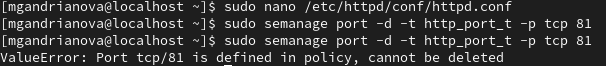 [mgandrianova@localhost ~]$ sudo nano /etc/httpd/conf/httpd.conf
[mgandrianova@localhost ~]$ sudo semanage port -d -t http_port_t -p tcp 81
[mgandrianova@localhost ~]$ sudo semanage port -d -t http_port_t -p tcp 81
ValueError: Port tcp/81 is defined in policy, cannot be deleted